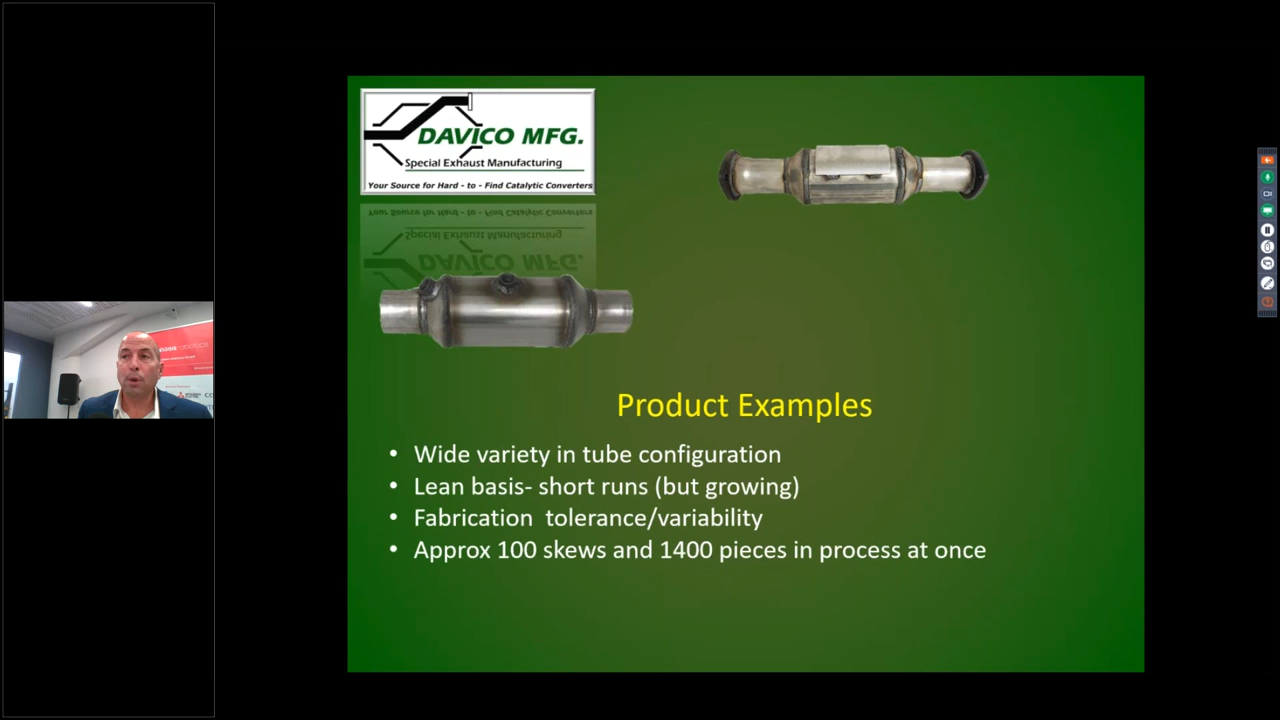 DAVICO MFG.
Special Exhaust Manufacturing
Your Source for Hard - to - Find Catalytic Converters
Product Examples
• Wide variety in tube configuration
• Lean basis- short runs (but growing)
• Fabrication tolerance/variability
• Approx 100 skews and 1400 pieces in process at once